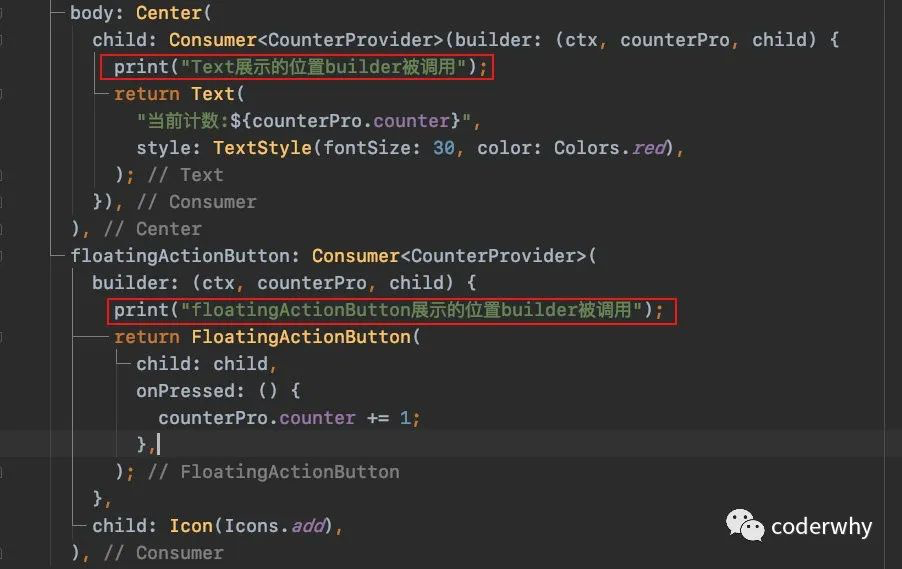 body: Center(
child: Consumer<CounterProvider>(builder: (ctx, counterPro, child) {
print("Text展示的位置builder被调用");
return Text(
"当前计数:${counterPro.counter}",
style: TextStyle(fontSize: 30, color: Colors.red),
); // Text
}), // Consumer
), // Center
floatingActionButton: Consumer<CounterProvider>(
builder: (ctx, counterPro, child) {
print("floatingActionButton展示的位置builder被调用");
return FloatingActionButton(
child: child,
onPressed: () {
counterPro.counter += 1;
},
); // FloatingActionButton
},
child: Icon(Icons.add),
), // Consumer
coderwhy